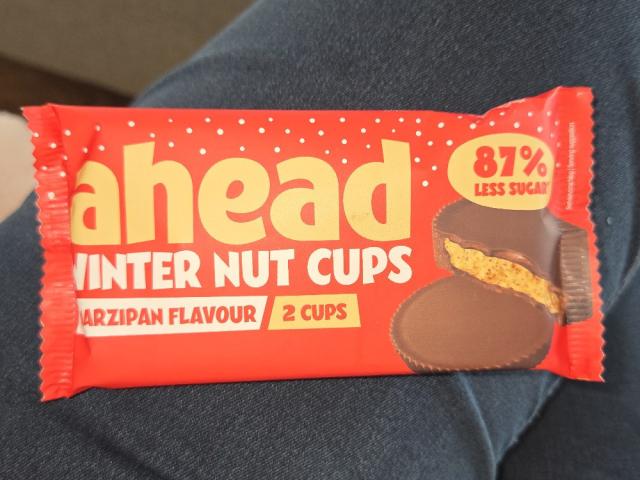 ahead
WINTER NUT CUPS
MARZIPAN FLAVOUR / 2 CUPS
87%
LESS SUGAR